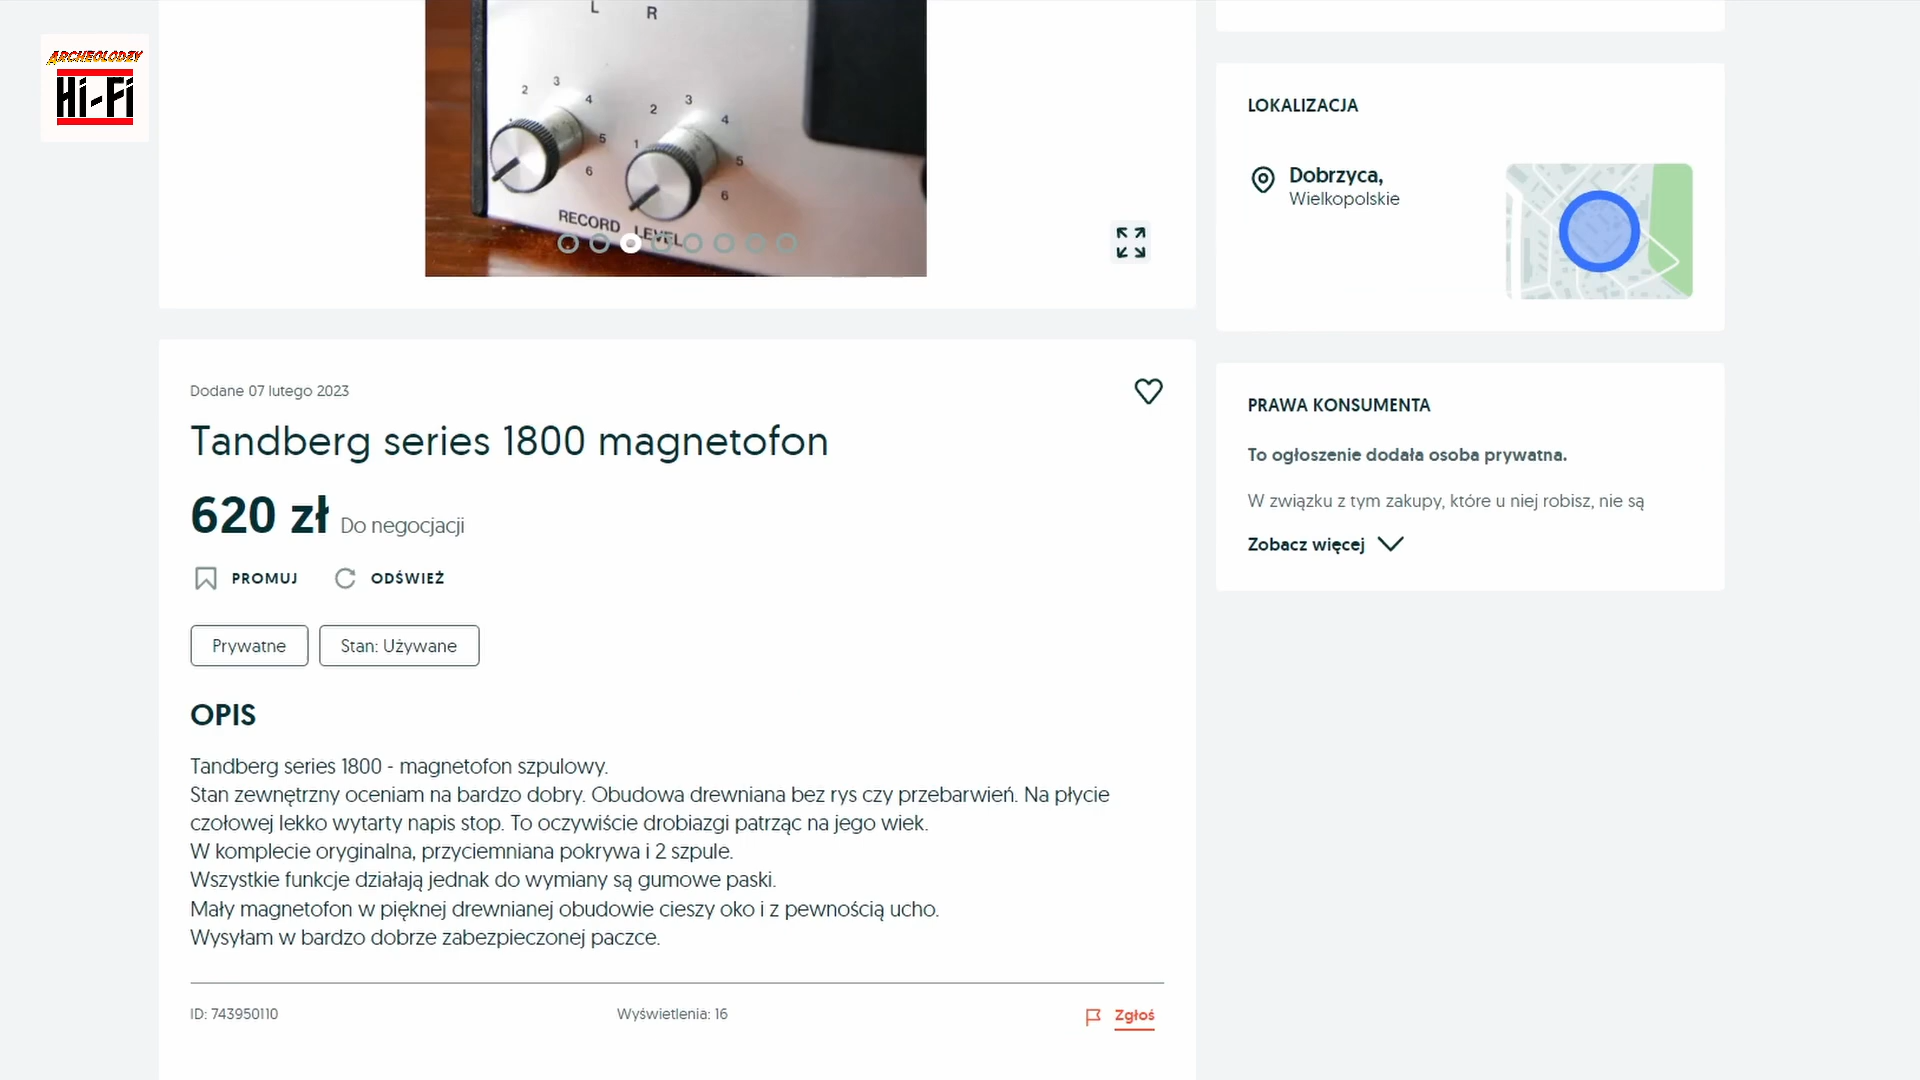 ARCHEOLODZY
Hi-Fi
L R
2 3 4 5 6
1 2 3 4 5 6
RECORD LEVEL
LOKALIZACJA
Dobrzyca,
Wielkopolskie
Dodane 07 lutego 2023
Tandberg series 1800 magnetofon
620 zł Do negocjacji
PROMUJ ODŚWIEŻ
Prywatne Stan: Używane
OPIS
Tandberg series 1800 - magnetofon szpulowy.
Stan zewnętrzny oceniam na bardzo dobry. Obudowa drewniana bez rys czy przebarwień. Na płycie
czołowej lekko wytarty napis stop. To oczywiście drobiazgi patrząc na jego wiek.
W komplecie oryginalna, przyciemniana pokrywa i 2 szpule.
Wszystkie funkcje działają jednak do wymiany są gumowe paski.
Mały magnetofon w pięknej drewnianej obudowie cieszy oko i z pewnością ucho.
Wysyłam w bardzo dobrze zabezpieczonej paczce.
ID: 743950110 Wyświetlenia: 16 Zgłoś
PRAWA KONSUMENTA
To ogłoszenie dodała osoba prywatna.
W związku z tym zakupy, które u niej robisz, nie są
Zobacz więcej